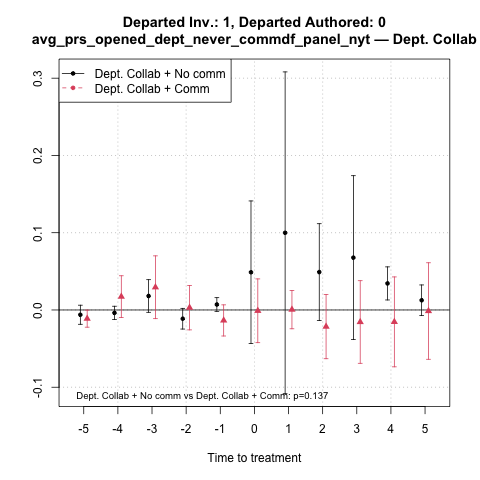 Departed Inv.: 1, Departed Authored: 0
avg_prs_opened_dept_never_commdf_panel_nyt — Dept. Collab
Dept. Collab + No comm
Dept. Collab + Comm
0.3
0.2
0.1
0.0
-0.1
Dept. Collab + No comm vs Dept. Collab + Comm: p=0.137
-5 -4 -3 -2 -1 0 1 2 3 4 5
Time to treatment